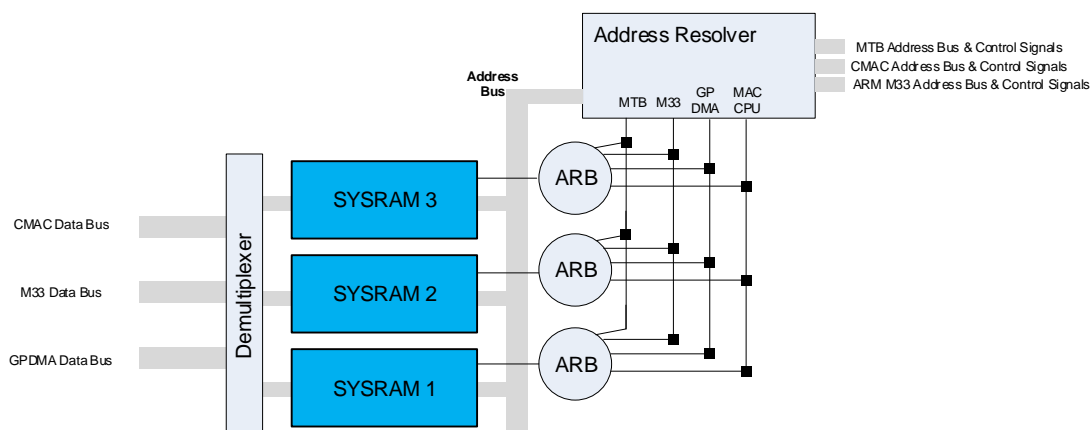 Address Resolver
MTB Address Bus & Control Signals
CMAC Address Bus & Control Signals
ARM M33 Address Bus & Control Signals
Address
Bus
MTB
M33
GP
DMA
MAC
CPU
ARB
SYSRAM 3
CMAC Data Bus
Demultiplexer
ARB
SYSRAM 2
M33 Data Bus
GPDMA Data Bus
ARB
SYSRAM 1